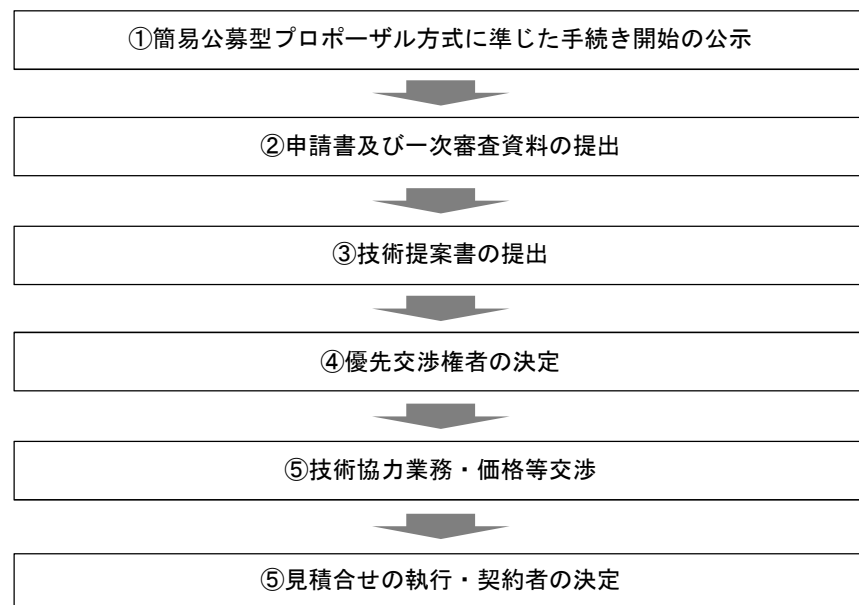 ①簡易公募型プロポーザル方式に準じた手続き開始の公示
②申請書及び一次審査資料の提出
③技術提案書の提出
④優先交渉権者の決定
⑤技術協力業務・価格等交渉
⑤見積合せの執行・契約者の決定